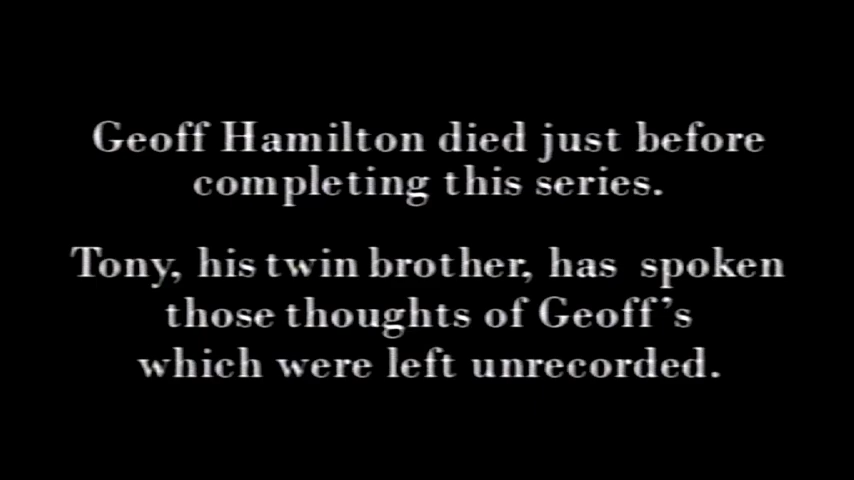 Geoff Hamilton died just before
completing this series.
Tony, his twin brother, has spoken
those thoughts of Geoff's
which were left unrecorded.